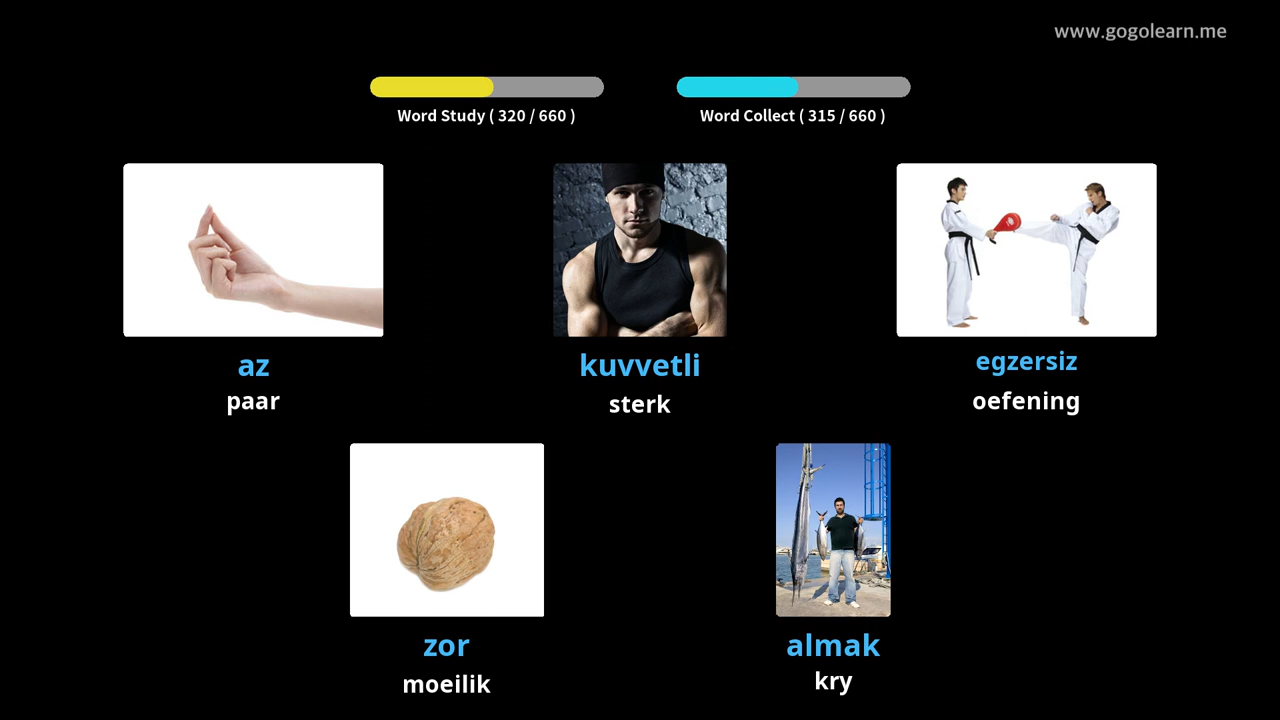 www.gogolearn.me
Word Study ( 320 / 660 )
Word Collect ( 315 / 660 )
az
paar
kuvvetli
sterk
egzersiz
oefening
zor
moeilik
almak
kry